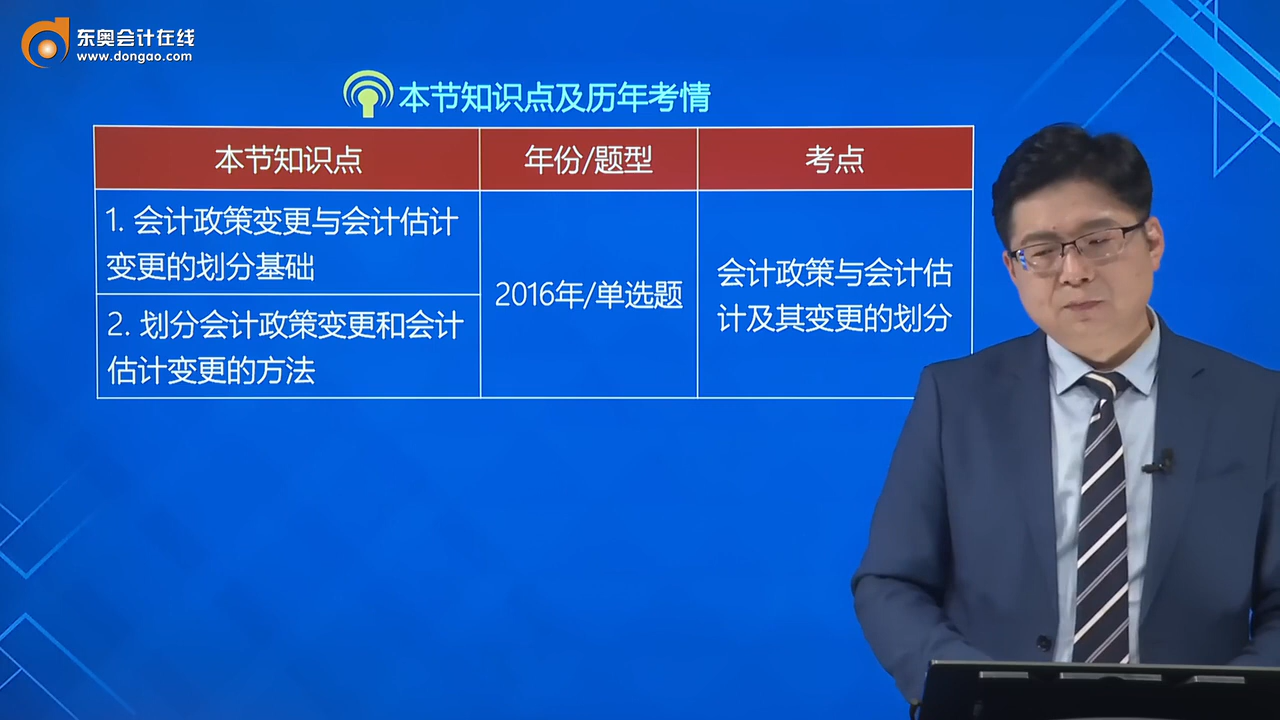 东奥会计在线
www.dongao.com
本节知识点及历年考情
本节知识点
年份/题型
考点
1. 会计政策变更与会计估计
变更的划分基础
2016年/单选题
会计政策与会计估
计及其变更的划分
2. 划分会计政策变更和会计
估计变更的方法